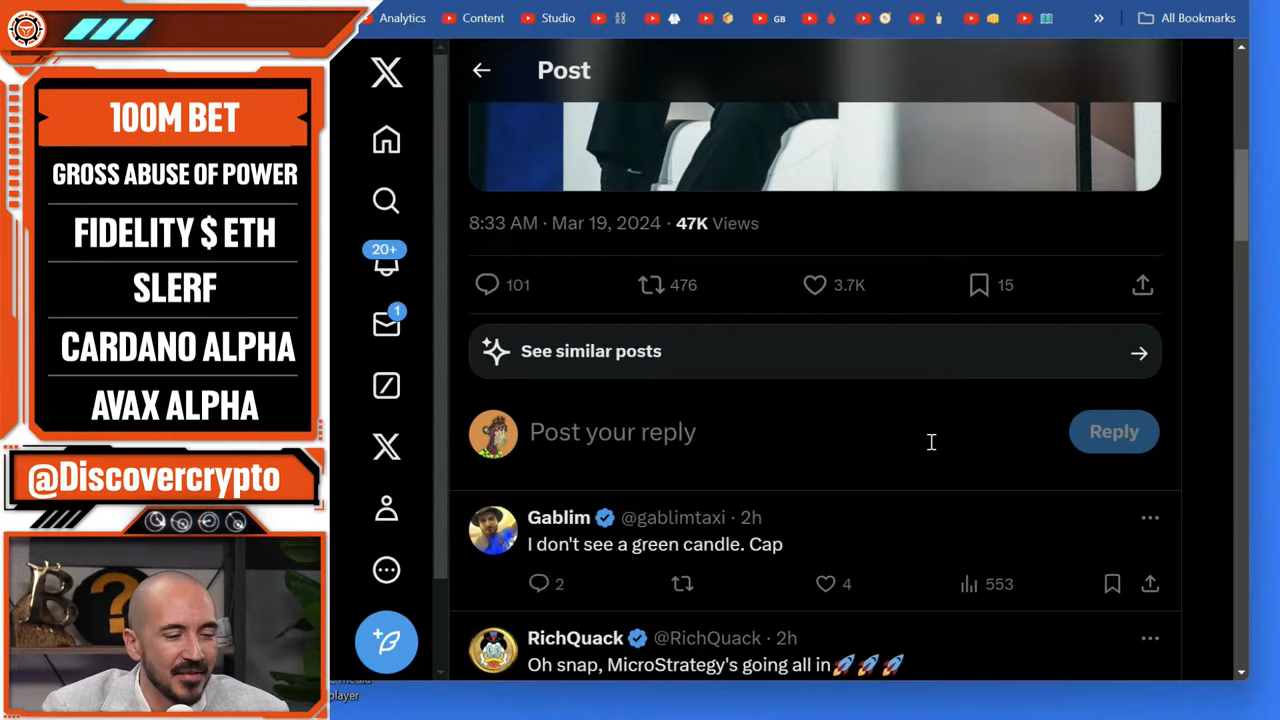 Analytics
Content
Studio
GB
All Bookmarks
100M BET
GROSS ABUSE OF POWER
FIDELITY $ ETH
SLERF
CARDANO ALPHA
AVAX ALPHA
@Discovercrypto
Post
8:33 AM · Mar 19, 2024 · 47K Views
101 476 3.7K 15
See similar posts
Post your reply
Reply
20+
1
Gablim @gablimtaxi · 2h
I don't see a green candle. Cap
2 4 553
RichQuack @RichQuack · 2h
Oh snap, MicroStrategy's going all in🚀🚀🚀
player